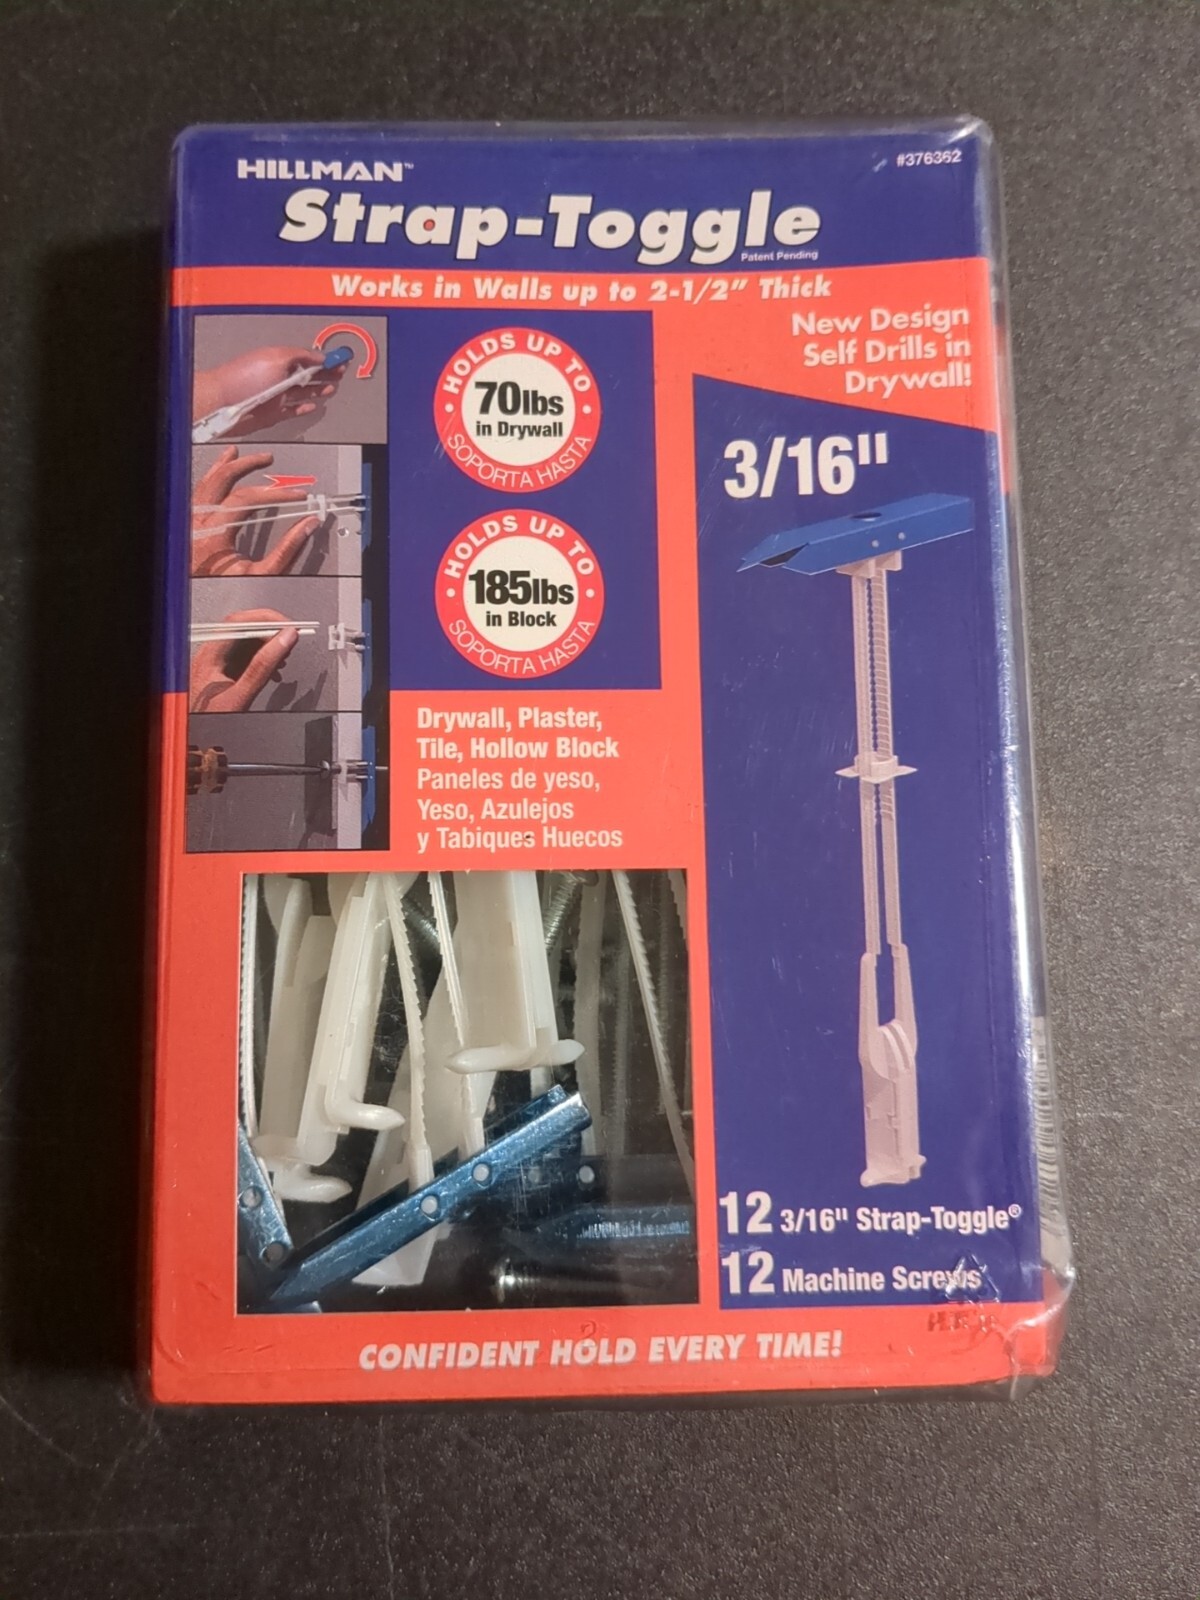 HILLMAN™
#376362
Strap-Toggle
Patent Pending
Works in Walls up to 2-1/2" Thick
New Design
Self Drills in
Drywall!
HOLDS UP TO
70lbs
in Drywall
SOPORTA HASTA
HOLDS UP TO
185lbs
in Block
SOPORTA HASTA
3/16"
Drywall, Plaster,
Tile, Hollow Block
Paneles de yeso,
Yeso, Azulejos
y Tabiques Huecos
12 3/16" Strap-Toggle®
12 Machine Screws
CONFIDENT HOLD EVERY TIME!